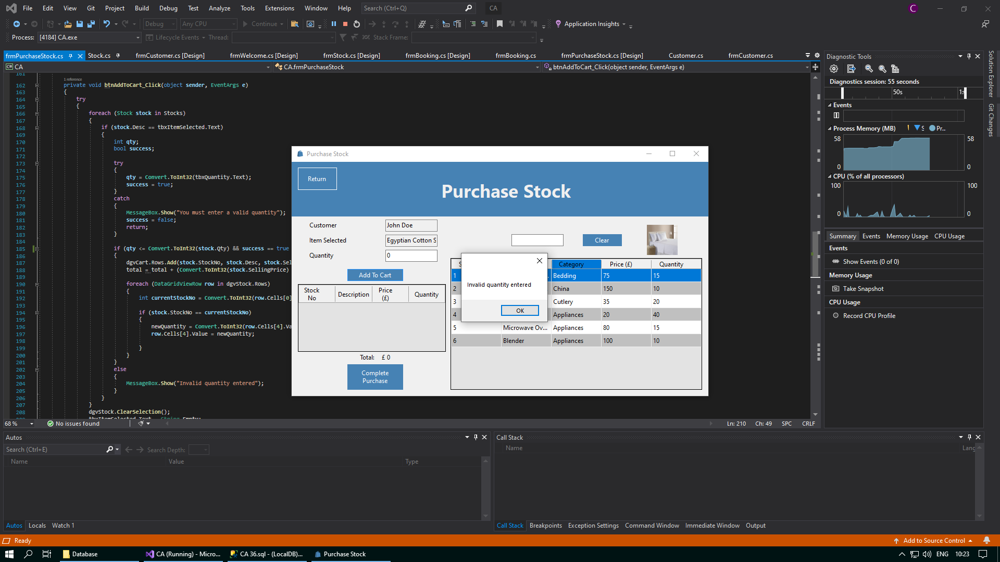 File Edit View Git Project Build Debug Test Analyze Tools Extensions Window Help Search (Ctrl+Q) CA C
Debug Any CPU Continue Application Insights
Process: [4184] CA.exe Lifecycle Events Thread: Stack Frame:
frmPurchaseStock.cs Stock.cs frmCustomer.cs [Design] frmWelcome.cs [Design] frmStock.cs [Design] frmBooking.cs [Design] frmBooking.cs frmPurchaseStock.cs [Design] Customer.cs frmCustomer.cs
C# CA CA.frmPurchaseStock btnAddToCart_Click(object sender, EventArgs e)
161
1 reference
162 private void btnAddToCart_Click(object sender, EventArgs e)
163 {
164 try
165 {
166 foreach (Stock stock in Stocks)
167 {
168 if (stock.Desc == tbxItemSelected.Text)
169 {
170 int qty;
171 bool success;
172
173 try
174 {
175 qty = Convert.ToInt32(tbxQuantity.Text);
176 success = true;
177 }
178 catch
179 {
180 MessageBox.Show("You must enter a valid quantity");
181 success = false;
182 return;
183 }
184
185 if (qty <= Convert.ToInt32(stock.Qty) && success == true
186 {
187 dgvCart.Rows.Add(stock.StockNo, stock.Desc, stock.Sel
188 total = total + (Convert.ToInt32(stock.SellingPrice)
189
190 foreach (DataGridViewRow row in dgvStock.Rows)
191 {
192 int currentStockNo = Convert.ToInt32(row.Cells[0]
193
194 if (stock.StockNo == currentStockNo)
195 {
196 newQuantity = Convert.ToInt32(row.Cells[4].Va
197 row.Cells[4].Value = newQuantity;
198
199 }
200 }
201 }
202 else
203 {
204 MessageBox.Show("Invalid quantity entered");
205 }
206 }
207 }
208 dgvStock.ClearSelection();
68 % No issues found Ln: 210 Ch: 49 SPC CRLF
Purchase Stock
Return
Purchase Stock
Customer John Doe
Item Selected Egyptian Cotton S
Clear
Quantity 0
Add To Cart
Stock No Description Price (£) Quantity
Total: £ 0
Complete Purchase
S Category Price (£) Quantity
1 Bedding 75 15
2 China 150 10
3 Cutlery 35 20
4 Appliances 20 40
5 Microwave Ov... Appliances 80 15
6 Blender Appliances 100 10
Invalid quantity entered
OK
Diagnostic Tools
Diagnostics session: 55 seconds
50s 1:
Events
Process Memory (MB) S Pr...
58 58
0 0
CPU (% of all processors)
100 100
0 0
Summary Events Memory Usage CPU Usage
Events
Show Events (0 of 0)
Memory Usage
Take Snapshot
CPU Usage
Record CPU Profile
Solution Explorer
Git Changes
Autos
Search (Ctrl+E) Search Depth:
Name Value Type
Autos Locals Watch 1
Call Stack
Name Lang
Call Stack Breakpoints Exception Settings Command Window Immediate Window Output
Ready Add to Source Control
Database CA (Running) - Micro... CA 36.sql - (LocalDB)... Purchase Stock ENG 10:23